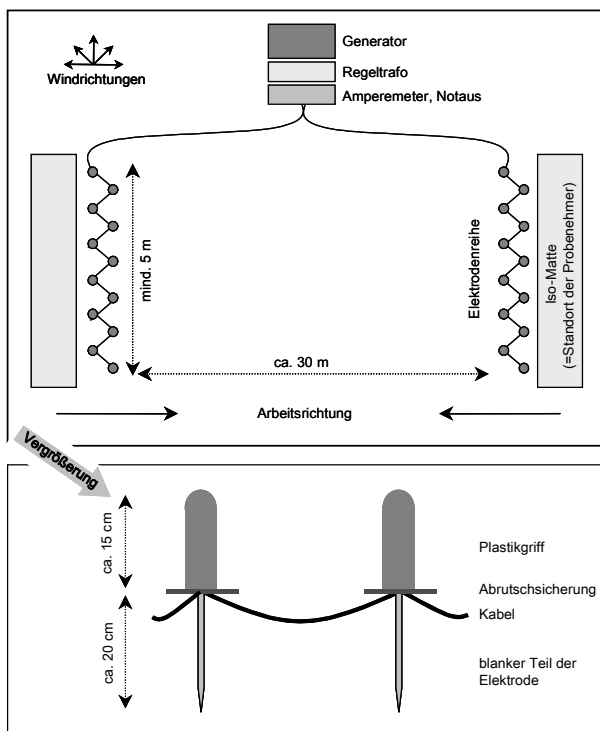 Generator
Regeltrafo
Amperemeter, Notaus
Windrichtungen
mind. 5 m
Elektrodenreihe
Iso-Matte
(=Standort der Probenehmer)
ca. 30 m
Arbeitsrichtung
Vergrößerung
ca. 15 cm
Plastikgriff
Abrutschsicherung
Kabel
ca. 20 cm
blanker Teil der
Elektrode